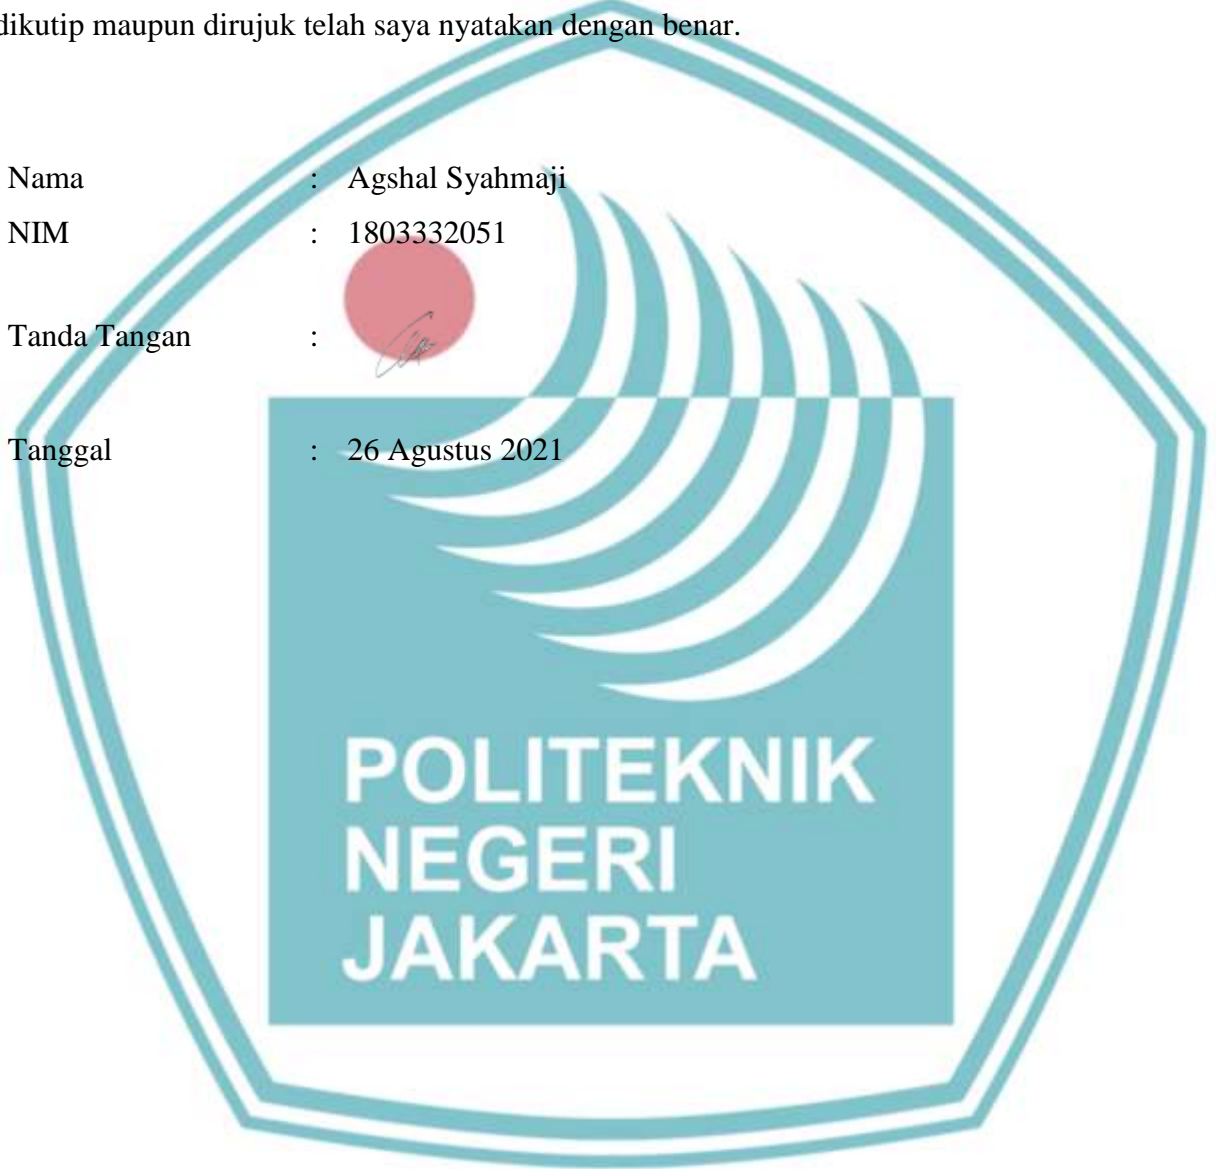 dikutip maupun dirujuk telah saya nyatakan dengan benar.
Nama : Agshal Syahmaji
NIM : 1803332051
Tanda Tangan :
Tanggal : 26 Agustus 2021
POLITEKNIK
NEGERI
JAKARTA